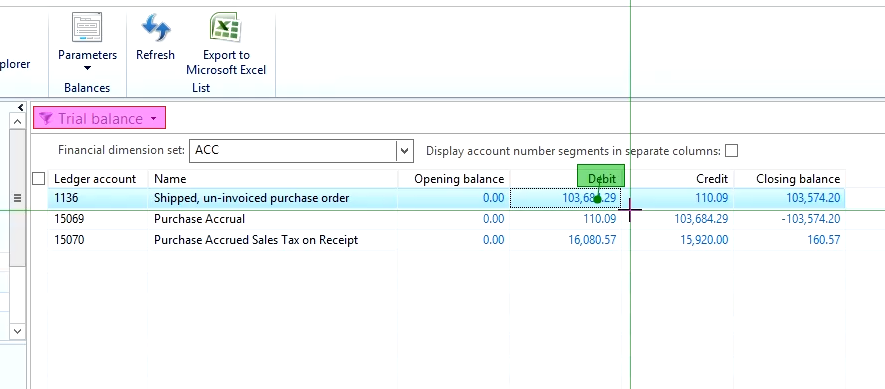 plorer
Parameters
Refresh
Export to
Microsoft Excel
Balances
List
Trial balance
Financial dimension set: ACC Display account number segments in separate columns:
Ledger account Name Opening balance Debit Credit Closing balance
1136 Shipped, un-invoiced purchase order 0.00 103,684.29 110.09 103,574.20
15069 Purchase Accrual 0.00 110.09 103,684.29 -103,574.20
15070 Purchase Accrued Sales Tax on Receipt 0.00 16,080.57 15,920.00 160.57